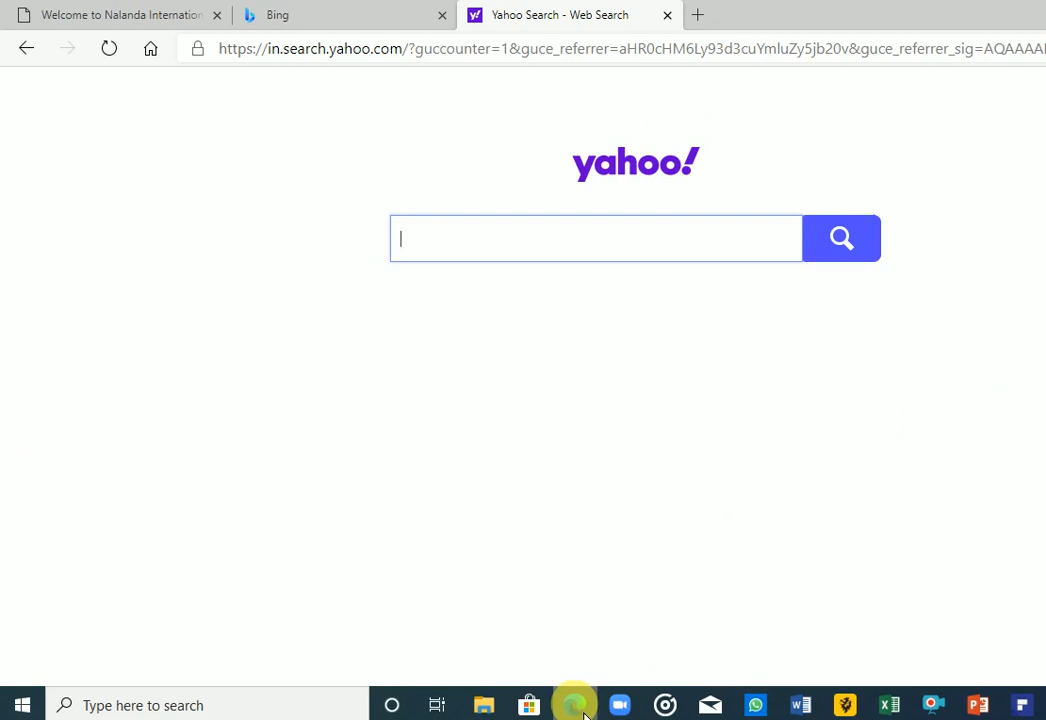 Welcome to Nalanda Internation
Bing
Yahoo Search - Web Search
https://in.search.yahoo.com/?guccounter=1&guce_referrer=aHR0cHM6Ly93d3cuYmluZy5jb20v&guce_referrer_sig=AQAAAA
yahoo!
Type here to search